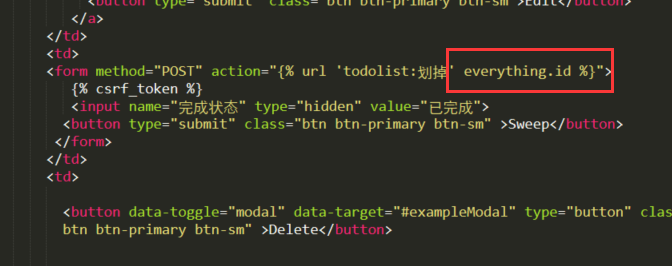 <button type="submit" class="btn btn-primary btn-sm">Edit</button>
</a>
</td>
<td>
<form method="POST" action="{% url 'todolist:划掉' everything.id %}">
{% csrf_token %}
<input name="完成状态" type="hidden" value="已完成">
<button type="submit" class="btn btn-primary btn-sm" >Sweep</button>
</form>
</td>
<td>
<button data-toggle="modal" data-target="#exampleModal" type="button" clas
btn btn-primary btn-sm" >Delete</button>